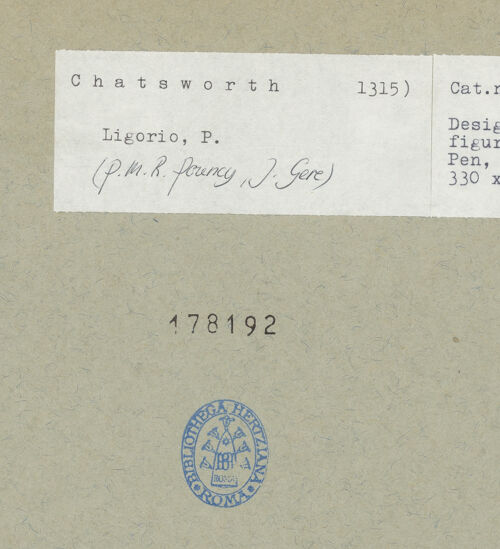 Chatsworth 1315) Cat.n
Ligorio, P.
(P.M.R. Pouncy, J. Gere)
Desig
figur
Pen,
330 x
178192
BIBLIOTHECA HERTZIANA
ROMA